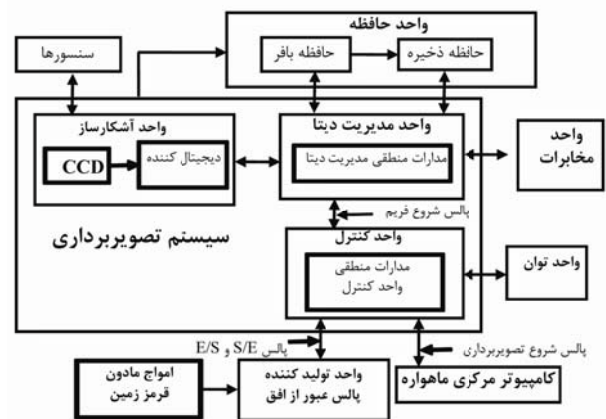 واحد حافظه
سنسورها
حافظه بافر
حافظه ذخیره
واحد آشکارساز
CCD
دیجیتال کننده
واحد مدیریت دیتا
مدارات منطقی مدیریت دیتا
واحد
مخابرات
پالس شروع فریم
سیستم تصویربرداری
واحد کنترل
مدارات منطقی
واحد کنترل
واحد توان
پالس S/E و E/S
پالس شروع تصویربرداری
امواج مادون
قرمز زمین
واحد تولید کننده
پالس عبور از افق
کامپیوتر مرکزی ماهواره